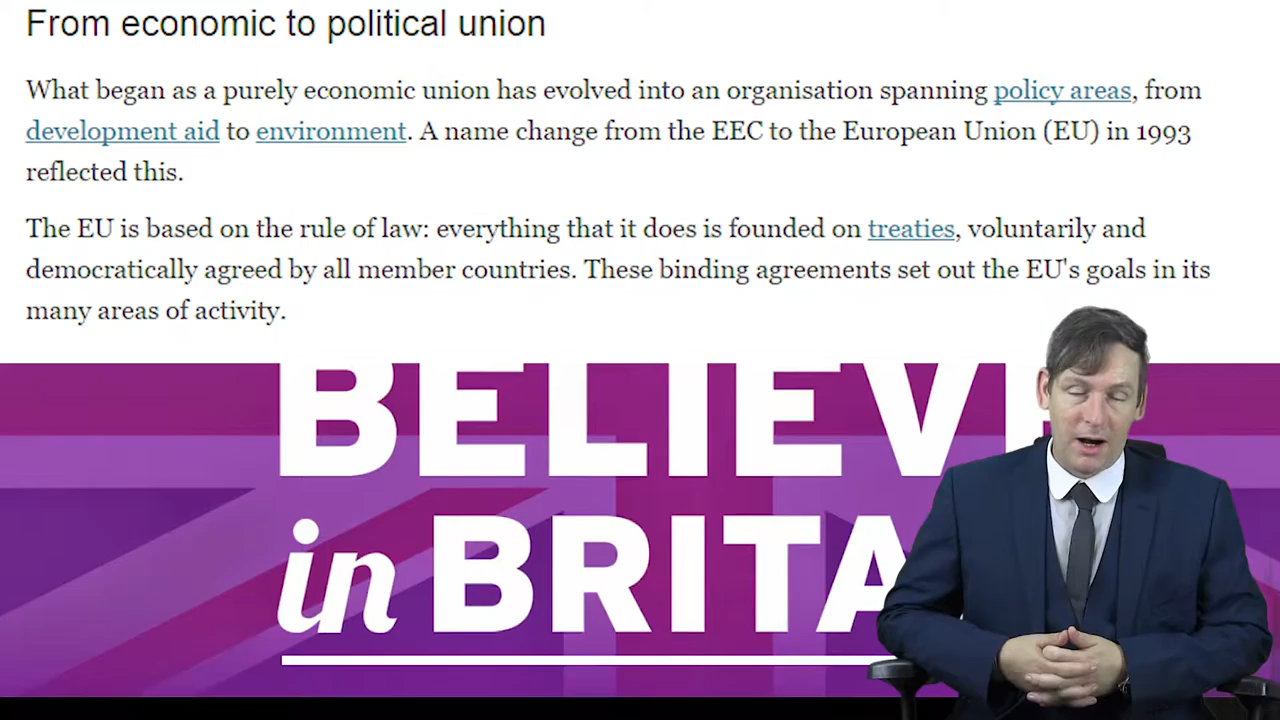 From economic to political union
What began as a purely economic union has evolved into an organisation spanning policy areas, from
development aid to environment. A name change from the EEC to the European Union (EU) in 1993
reflected this.
The EU is based on the rule of law: everything that it does is founded on treaties, voluntarily and
democratically agreed by all member countries. These binding agreements set out the EU's goals in its
many areas of activity.
BELIEVE
in BRITA